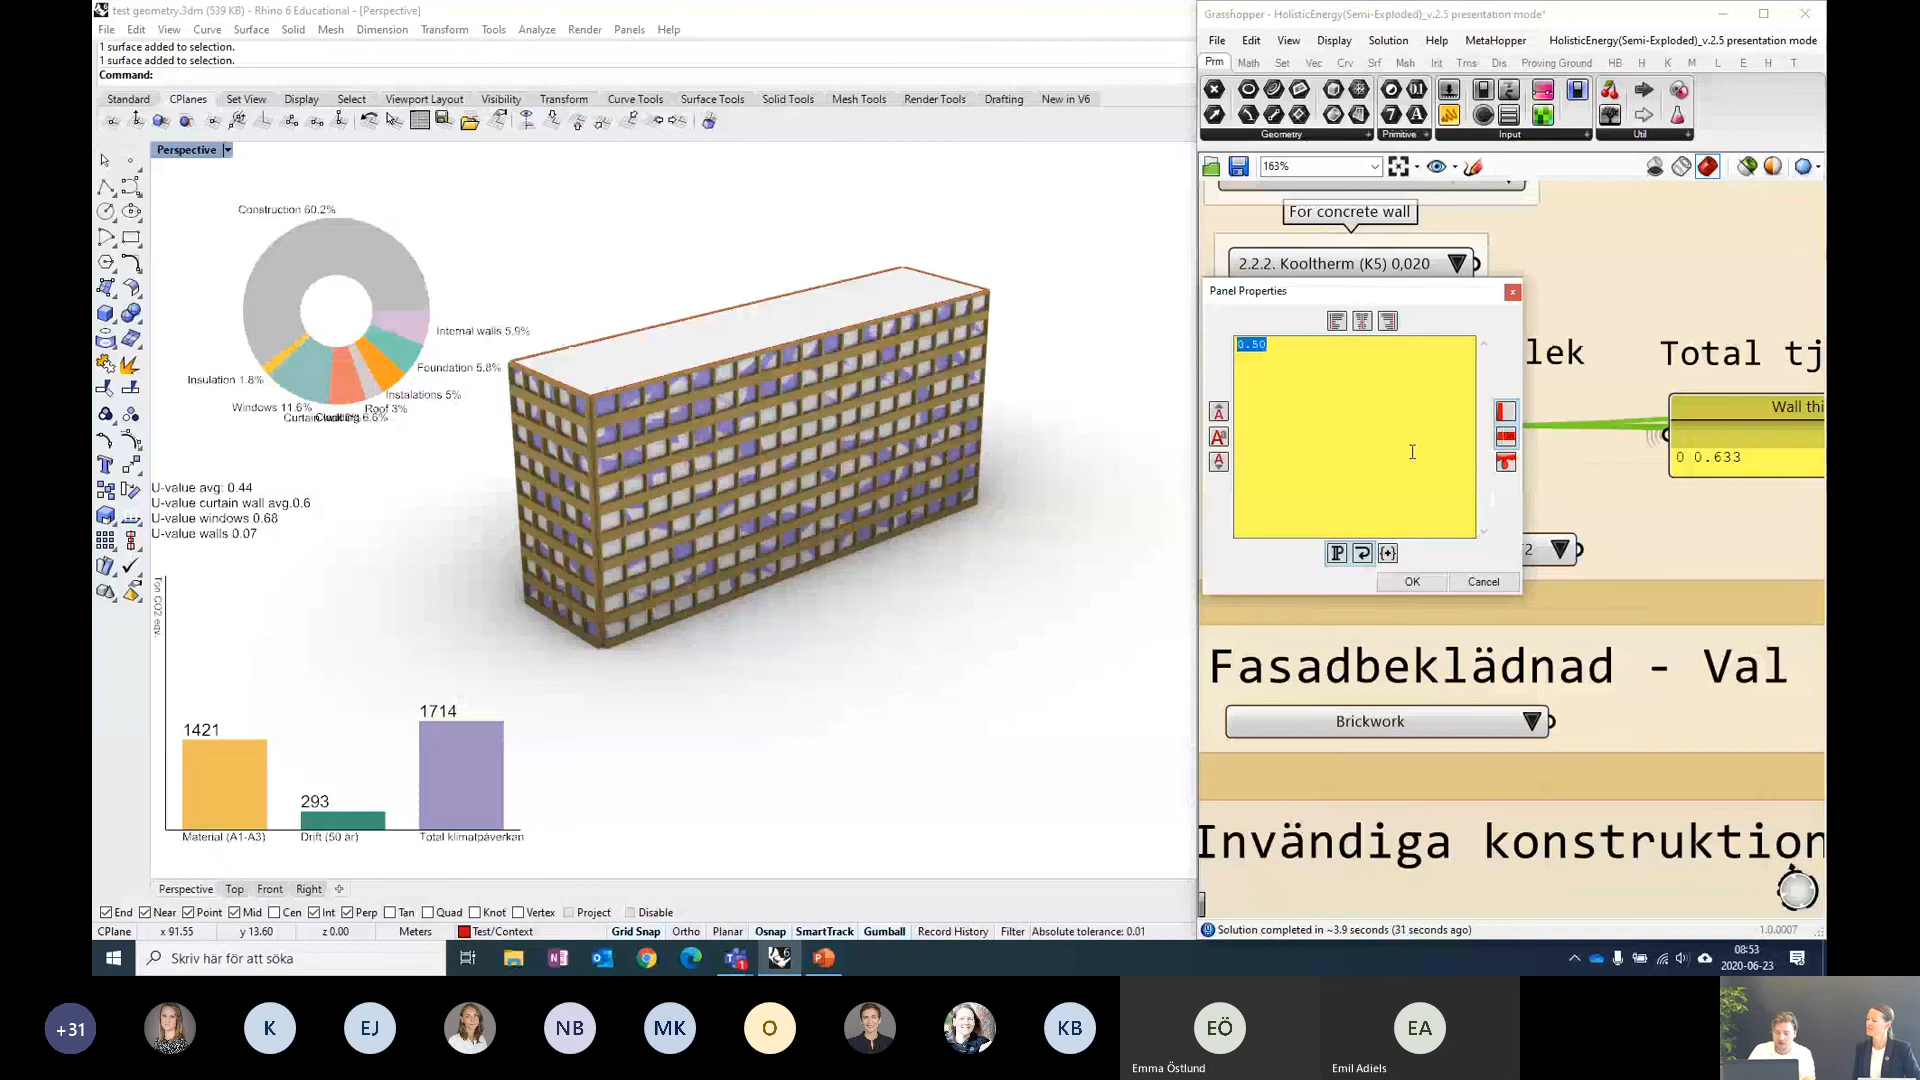 test geometry.3dm (539 KB) - Rhino 6 Educational - [Perspective]
File Edit View Curve Surface Solid Mesh Dimension Transform Tools Analyze Render Panels Help
1 surface added to selection.
1 surface added to selection.
Command:
Standard CPlanes Set View Display Select Viewport Layout Visibility Transform Curve Tools Surface Tools Solid Tools Mesh Tools Render Tools Drafting New in V6
Perspective
Construction 60.2%
Internal walls 5.9%
Foundation 5.8%
Instalations 5%
Roof 3%
Insulation 1.8%
Windows 11.6%
U-value avg: 0.44
U-value curtain wall avg.0.6
U-value windows 0.68
U-value walls 0.07
Ton CO2 eqv.
1421
293
1714
Material (A1-A3)
Drift (50 år)
Total klimatpåverkan
Perspective Top Front Right
End Near Point Mid Cen Int Perp Tan Quad Knot Vertex Project Disable
CPlane x 91.55 y 13.60 z 0.00 Meters Test/Context Grid Snap Ortho Planar Osnap SmartTrack Gumball Record History Filter Absolute tolerance: 0.01
Grasshopper - HolisticEnergy(Semi-Exploded)_v.2.5 presentation mode*
File Edit View Display Solution Help MetaHopper HolisticEnergy(Semi-Exploded)_v.2.5 presentation mode
Prm Math Set Vec Crv Srf Msh Int Trns Dis Proving Ground HB H K M L E H T
Geometry Primitive Input Util
163%
For concrete wall
2.2.2. Kooltherm (K5) 0,020
Panel Properties
0.50
OK Cancel
lek
Total tj
Wall thi
0 0.633
2
Fasadbeklädnad - Val
Brickwork
Invändiga konstruktion
Solution completed in ~3.9 seconds (31 seconds ago)
1.0.0007
Skriv här för att söka
08:53
2020-06-23
+31
K
EJ
NB
MK
O
KB
EÖ
Emma Östlund
EA
Emil Adiels